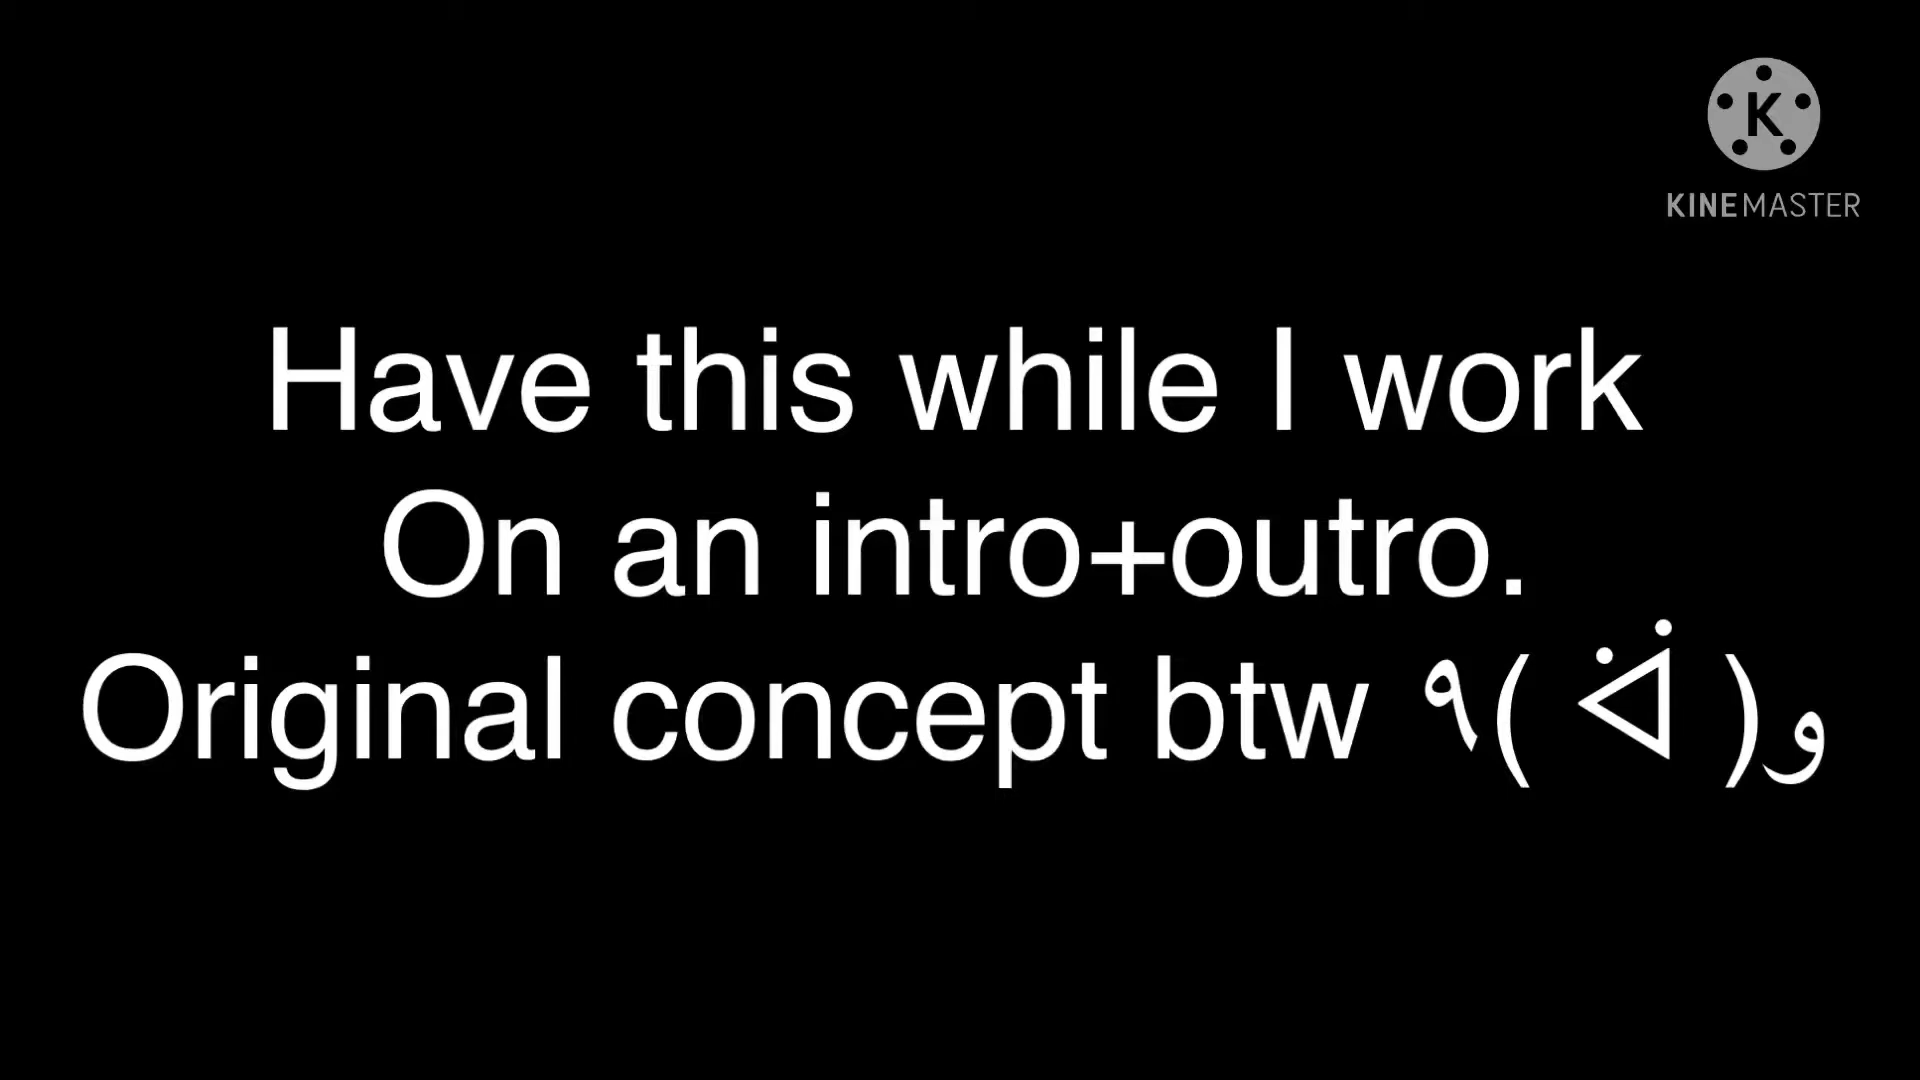 K
KINEMASTER
Have this while I work
On an intro+outro.
Original concept btw ٩( ᐛ )و